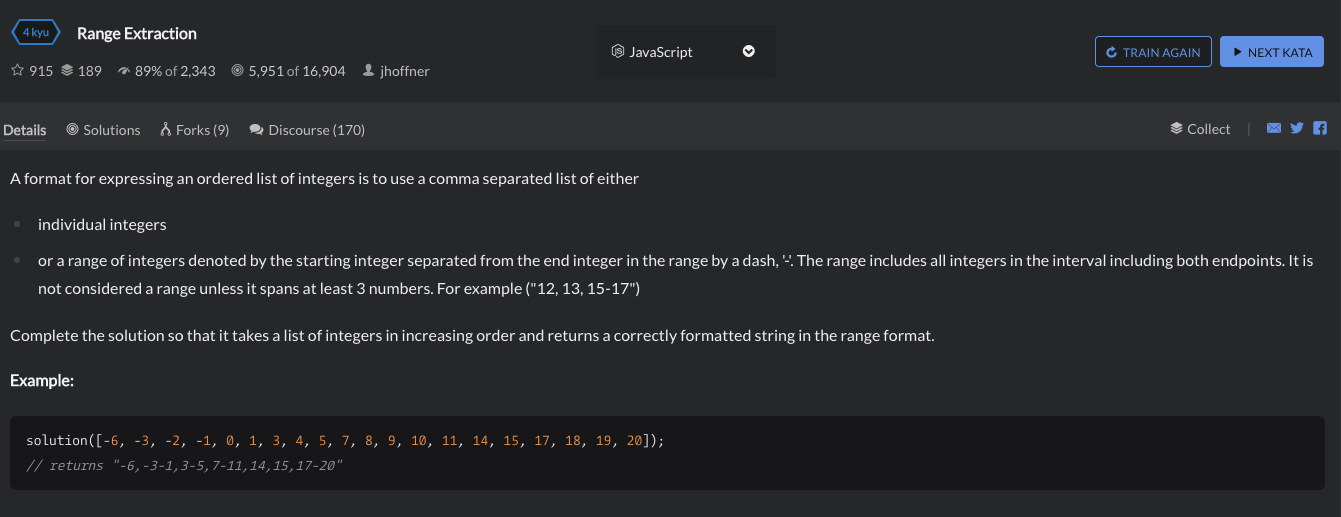 4 kyu Range Extraction
JavaScript
TRAIN AGAIN NEXT KATA
915 189 89% of 2,343 5,951 of 16,904 jhoffner
Details Solutions Forks (9) Discourse (170) Collect |
A format for expressing an ordered list of integers is to use a comma separated list of either
individual integers
or a range of integers denoted by the starting integer separated from the end integer in the range by a dash, '-'. The range includes all integers in the interval including both endpoints. It is
not considered a range unless it spans at least 3 numbers. For example ("12, 13, 15-17")
Complete the solution so that it takes a list of integers in increasing order and returns a correctly formatted string in the range format.
Example:
solution([-6, -3, -2, -1, 0, 1, 3, 4, 5, 7, 8, 9, 10, 11, 14, 15, 17, 18, 19, 20]);
// returns "-6,-3-1,3-5,7-11,14,15,17-20"